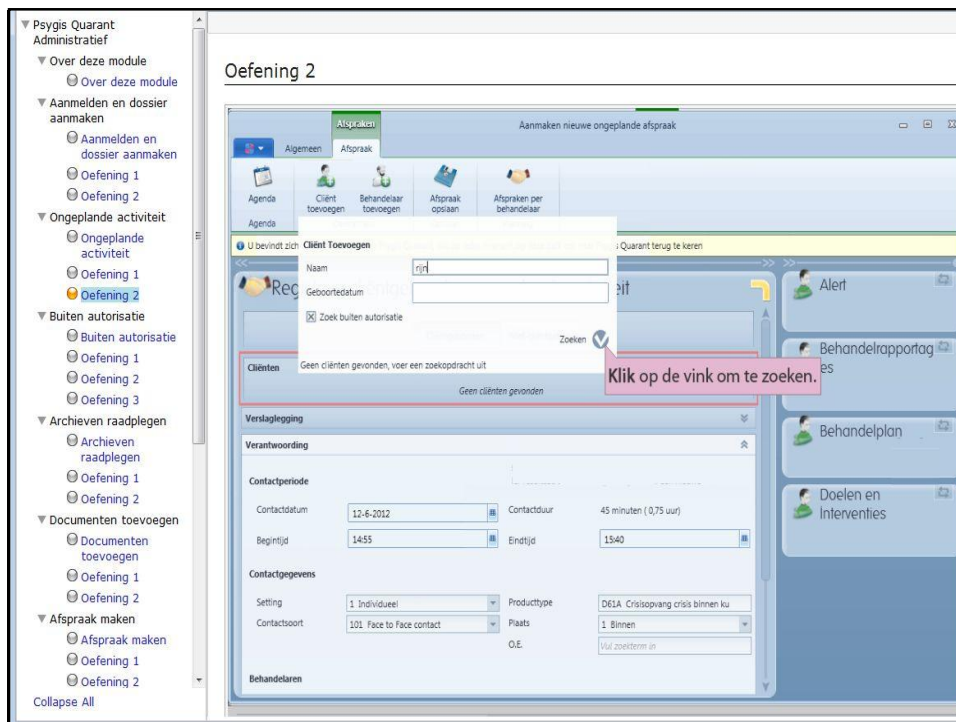 Psygis Quarant
Administratief
Over deze module
Over deze module
Aanmelden en dossier
aanmaken
Aanmelden en
dossier aanmaken
Oefening 1
Oefening 2
Ongeplande activiteit
Ongeplande
activiteit
Oefening 1
Oefening 2
Buiten autorisatie
Buiten autorisatie
Oefening 1
Oefening 2
Oefening 3
Archieven raadplegen
Archieven
raadplegen
Oefening 1
Oefening 2
Documenten toevoegen
Documenten
toevoegen
Oefening 1
Oefening 2
Afspraak maken
Afspraak maken
Oefening 1
Oefening 2
Collapse All
Oefening 2
Afspraken
Aanmaken nieuwe ongeplande afspraak
Algemeen Afspraak
Agenda
Cliënt
toevoegen
Behandelaar
toevoegen
Afspraak
opslaan
Afspraken per
behandelaar
Agenda
U bevindt zich
Quarant terug te keren
Cliënt Toevoegen
Naam rijn
Geboortedatum
Zoek buiten autorisatie
Zoeken
Geen cliënten gevonden, voer een zoekopdracht uit
Klik op de vink om te zoeken.
Reg
eit
Cliënten
Geen cliënten gevonden
Verslaglegging
Verantwoording
Contactperiode
Contactdatum 12-6-2012 Contactduur 45 minuten ( 0,75 uur)
Begintijd 14:55 Eindtijd 15:40
Contactgegevens
Setting 1 Individueel Producttype D61A Crisisopvang crisis binnen ku
Contactsoort 101 Face to Face contact Plaats 1 Binnen
O.E. Vul zoekterm in
Behandelaren
Alert
Behandelrapportag
es
Behandelplan
Doelen en
Interventies